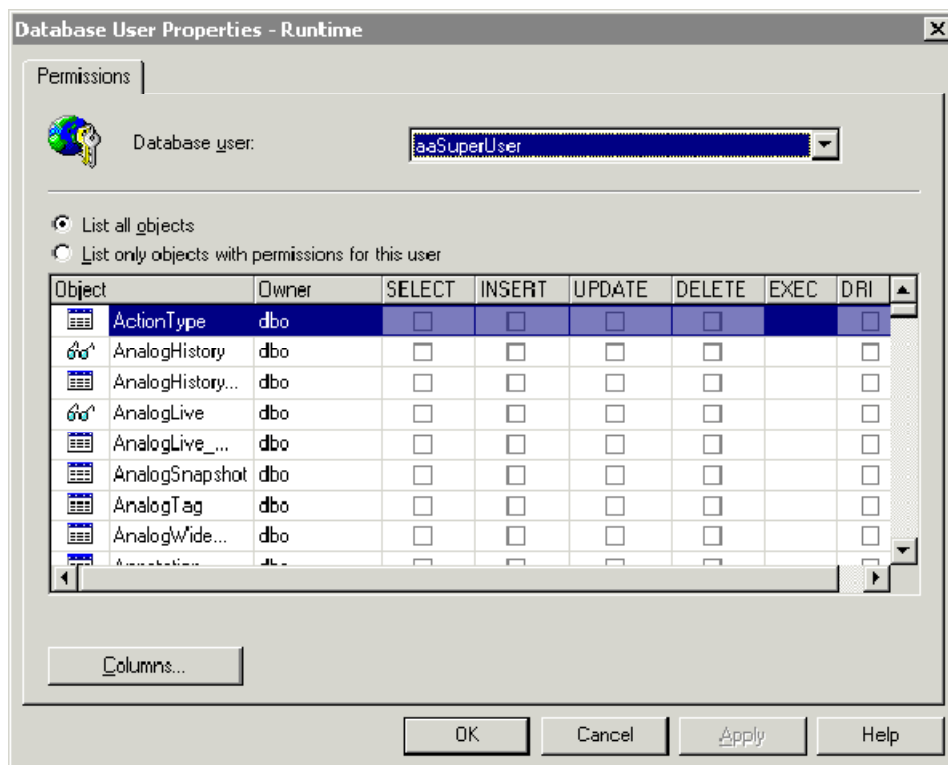 Database User Properties - Runtime
Permissions
Database user:
aaSuperUser
List all objects
List only objects with permissions for this user
Object Owner SELECT INSERT UPDATE DELETE EXEC DRI
ActionType dbo
AnalogHistory dbo
AnalogHistory... dbo
AnalogLive dbo
AnalogLive_... dbo
AnalogSnapshot dbo
AnalogTag dbo
AnalogWide... dbo
Columns...
OK Cancel Apply Help